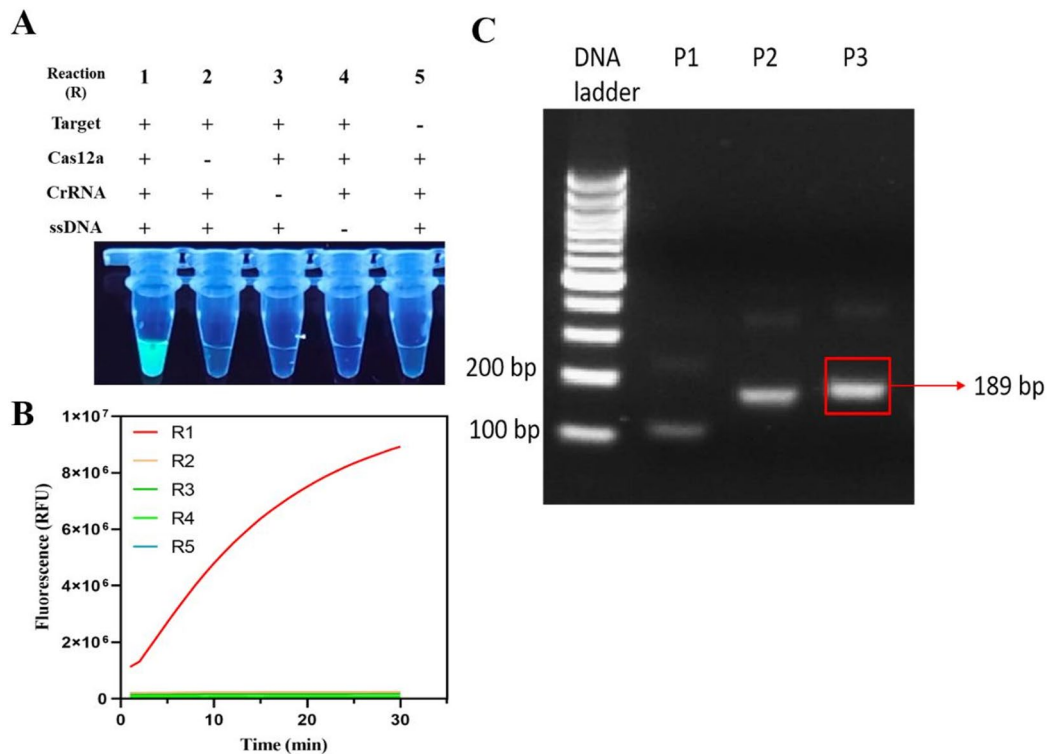 A
Reaction (R) 1 2 3 4 5
Target + + + + -
Cas12a + - + + +
CrRNA + + - + +
ssDNA + + + - +
B
Fluorescence (RFU)
1×10⁷
8×10⁶
6×10⁶
4×10⁶
2×10⁶
0
R1
R2
R3
R4
R5
0 10 20 30
Time (min)
C
DNA ladder P1 P2 P3
200 bp
100 bp
189 bp